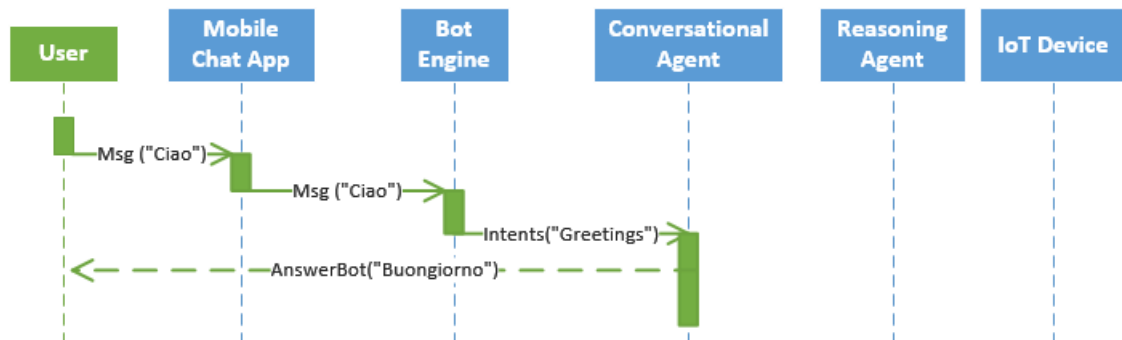 User
Mobile
Chat App
Bot
Engine
Conversational
Agent
Reasoning
Agent
IoT Device
Msg ("Ciao")
Msg ("Ciao")
Intents("Greetings")
AnswerBot("Buongiorno")